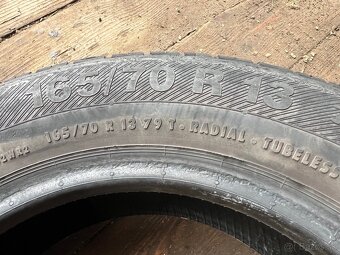 165/70 R 13
165/70 R 13 79 T · RADIAL · TUBELESS